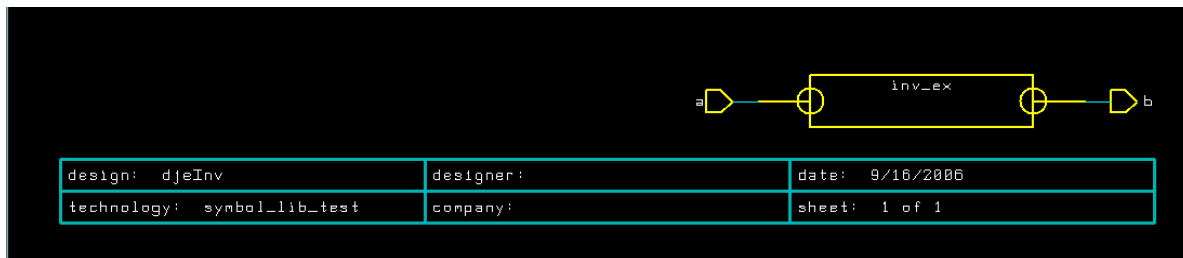 inv_ex
a
b
design: djeInv
designer:
date: 9/16/2006
technology: symbol_lib_test
company:
sheet: 1 of 1